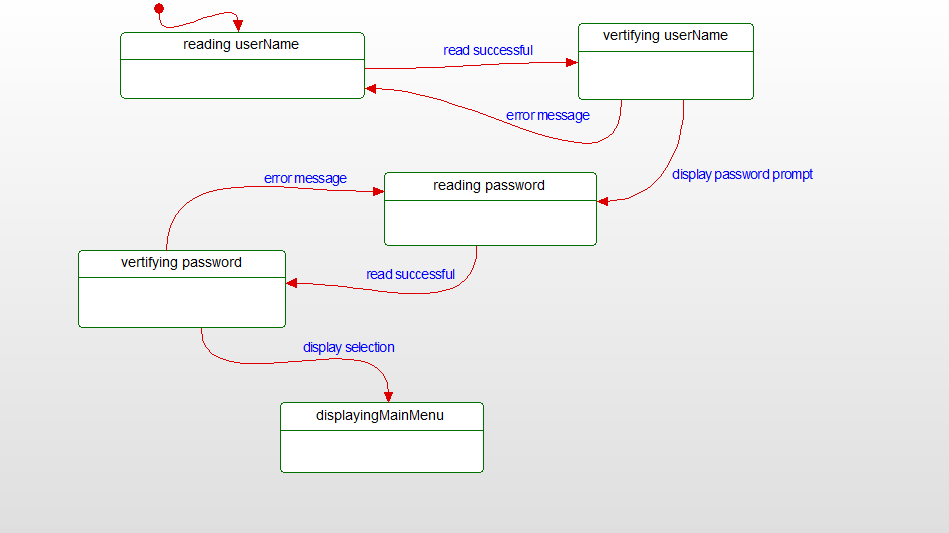 reading userName
vertifying userName
read successful
error message
display password prompt
error message
reading password
vertifying password
read successful
display selection
displayingMainMenu